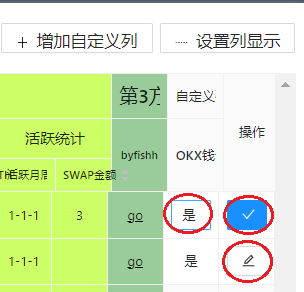 + 增加自定义列 ····· 设置列显示
第3方 自定义
活跃统计 操作
byfishh OKX钱
活跃月周 SWAP金额
1-1-1 3 go 是
1-1-1 go 是